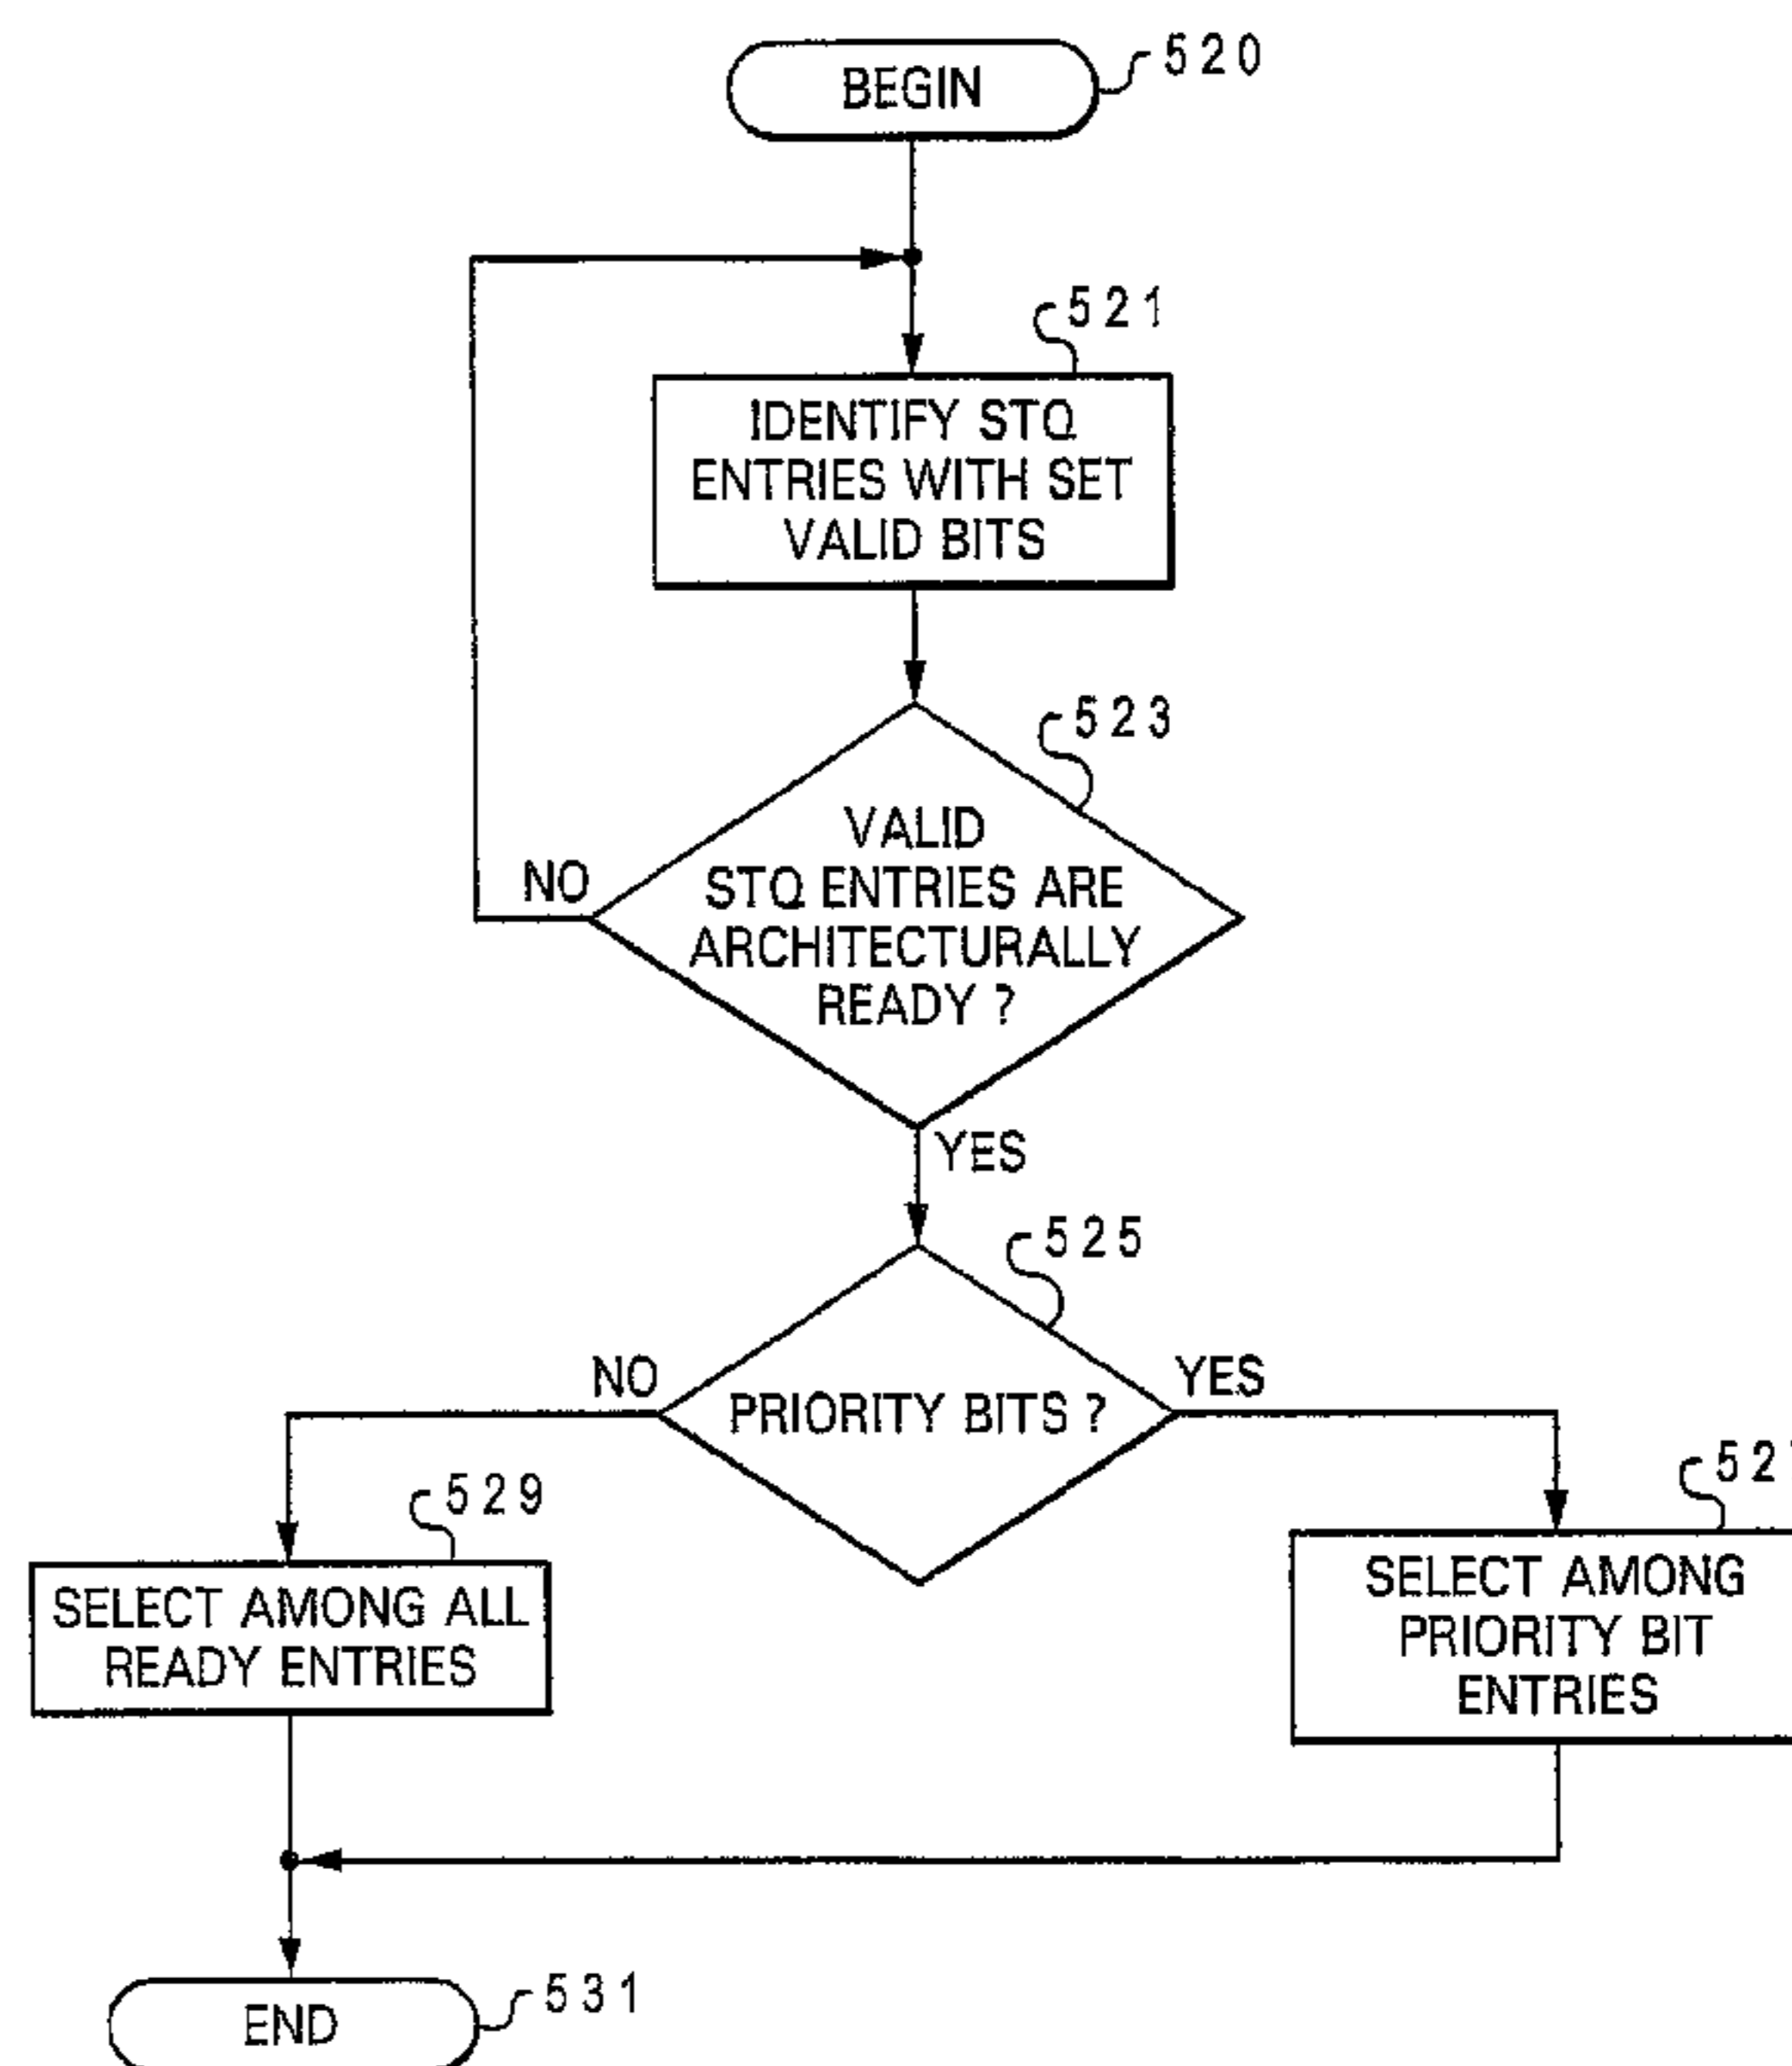 BEGIN
520
521
IDENTIFY STQ
ENTRIES WITH SET
VALID BITS
523
VALID
STQ ENTRIES ARE
ARCHITECTURALLY
READY ?
NO
YES
525
PRIORITY BITS ?
NO
YES
529
SELECT AMONG ALL
READY ENTRIES
SELECT AMONG
PRIORITY BIT
ENTRIES
END
531